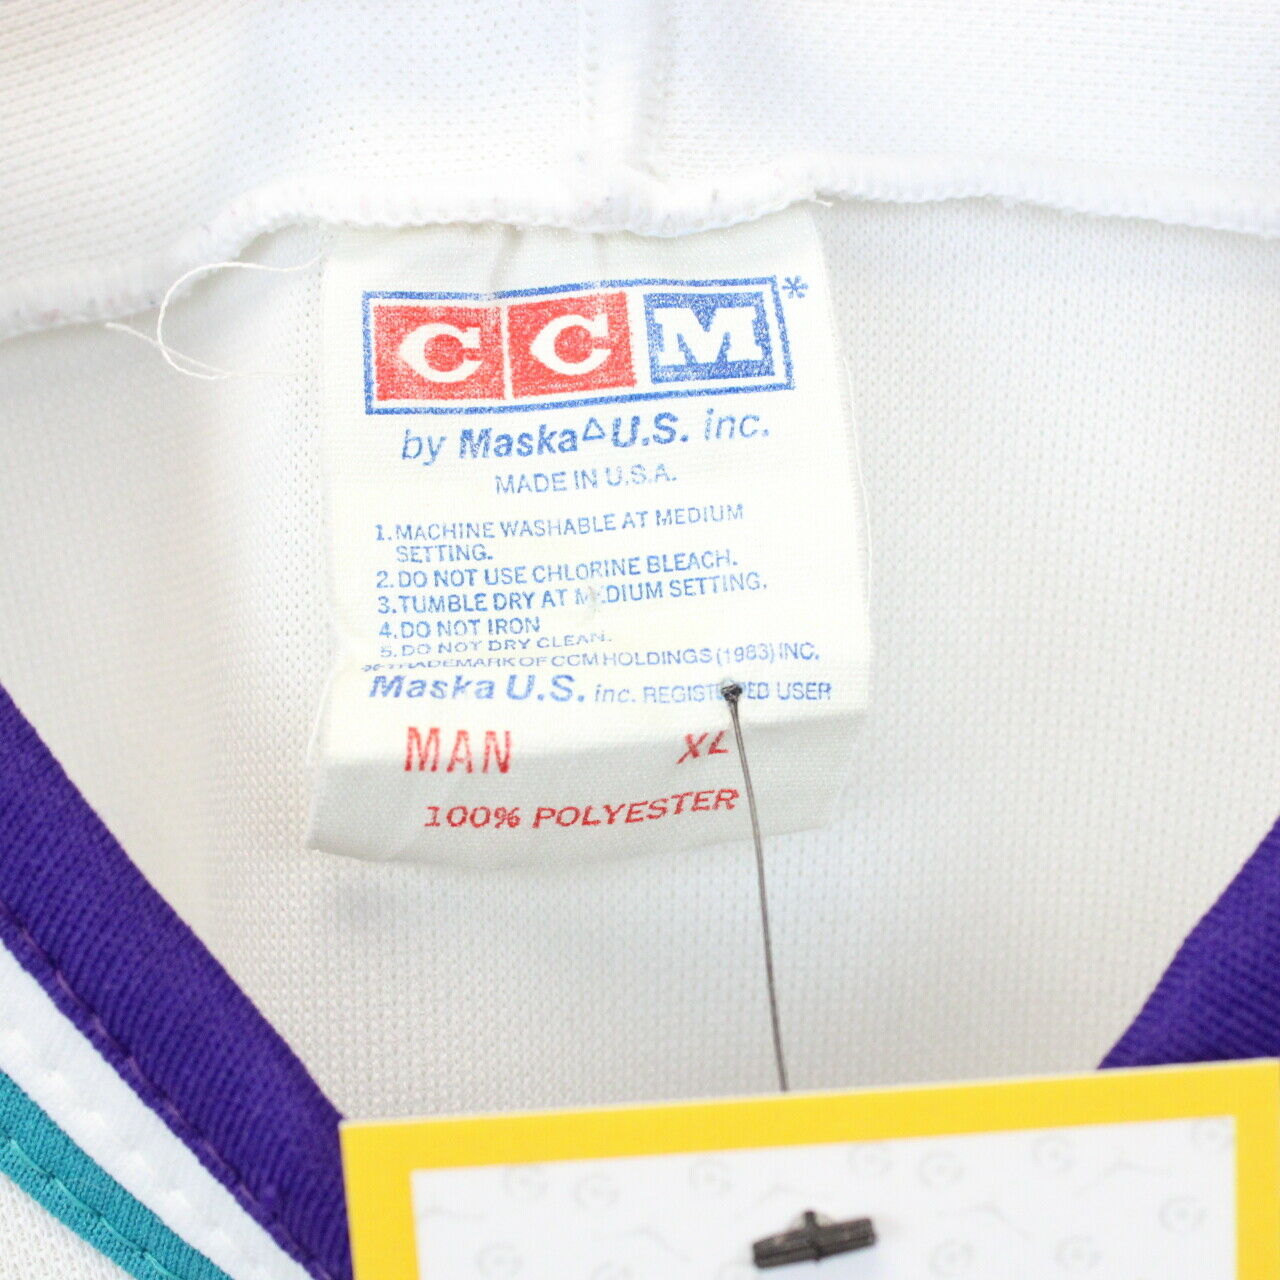 CCM*
by Maska△U.S. inc.
MADE IN U.S.A.
1. MACHINE WASHABLE AT MEDIUM
SETTING.
2. DO NOT USE CHLORINE BLEACH.
3. TUMBLE DRY AT MEDIUM SETTING.
4. DO NOT IRON
5. DO NOT DRY CLEAN.
*TRADEMARK OF CCM HOLDINGS (1983) INC.
Maska U.S. inc. REGISTERED USER
MAN XL
100% POLYESTER